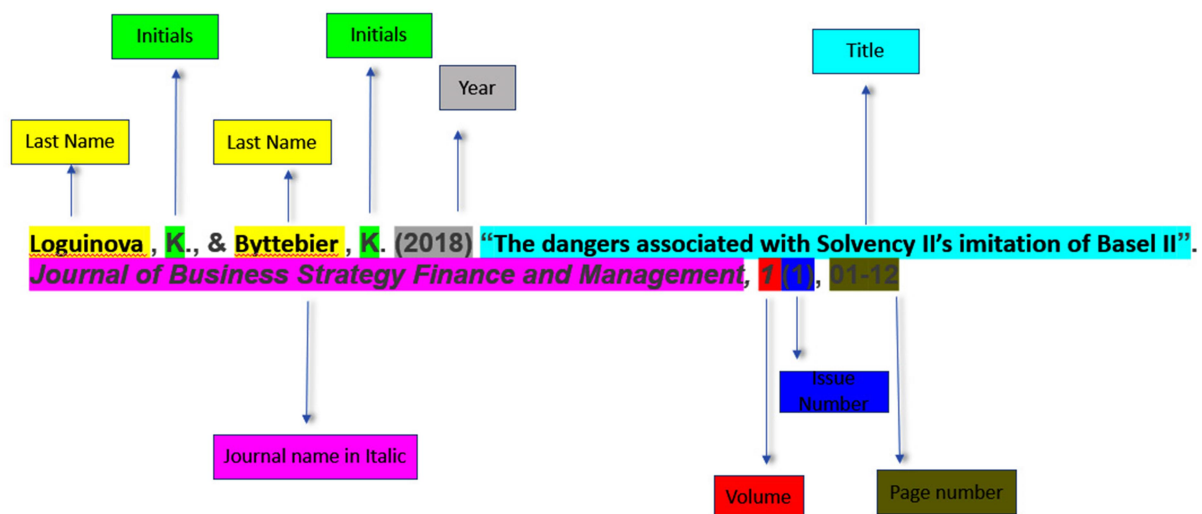 Initials
Initials
Title
Year
Last Name
Last Name
Loguinova , K., & Byttebier , K. (2018) “The dangers associated with Solvency II’s imitation of Basel II”.
Journal of Business Strategy Finance and Management, 1 (1), 01-12
Issue
Number
Journal name in Italic
Volume
Page number